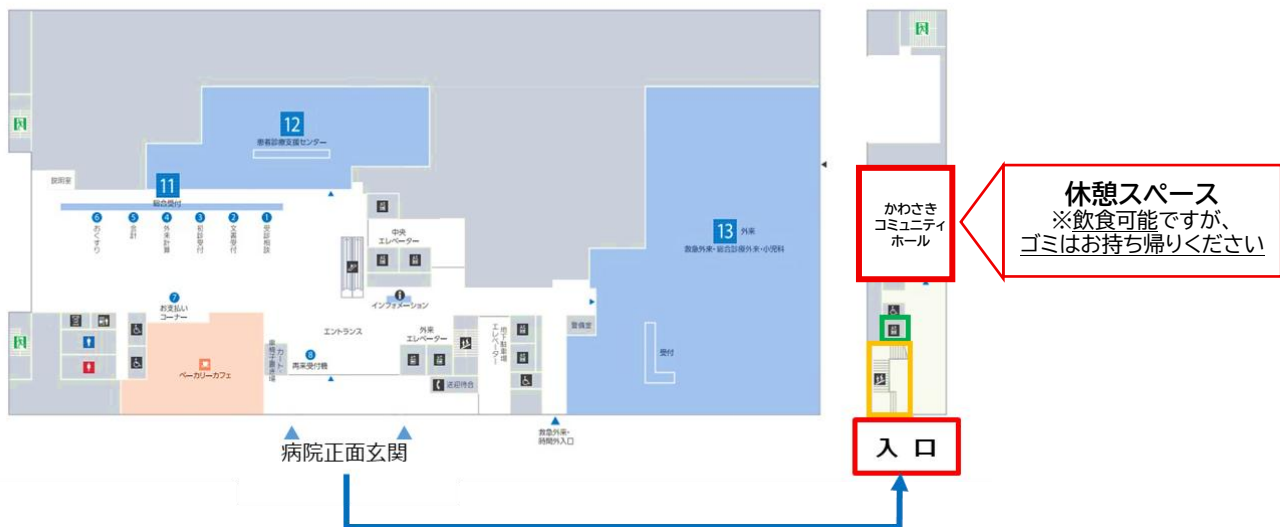 12
患者診療支援センター
説明室
11
総合受付
6
おくすり
5
会計
4
外来計算
3
初診受付
2
文書受付
1
受診相談
中央
エレベーター
インフォメーション
7
お支払い
コーナー
エントランス
ベーカリーカフェ
カート・
車椅子置き場
8
再来受付機
外来
エレベーター
送迎待合
地下駐車場
エレベーター
警備室
13 外来
救急外来・総合診療外来・小児科
受付
救急外来・
時間外入口
病院正面玄関
かわさき
コミュニティ
ホール
休憩スペース
※飲食可能ですが、
ゴミはお持ち帰りください
入 口